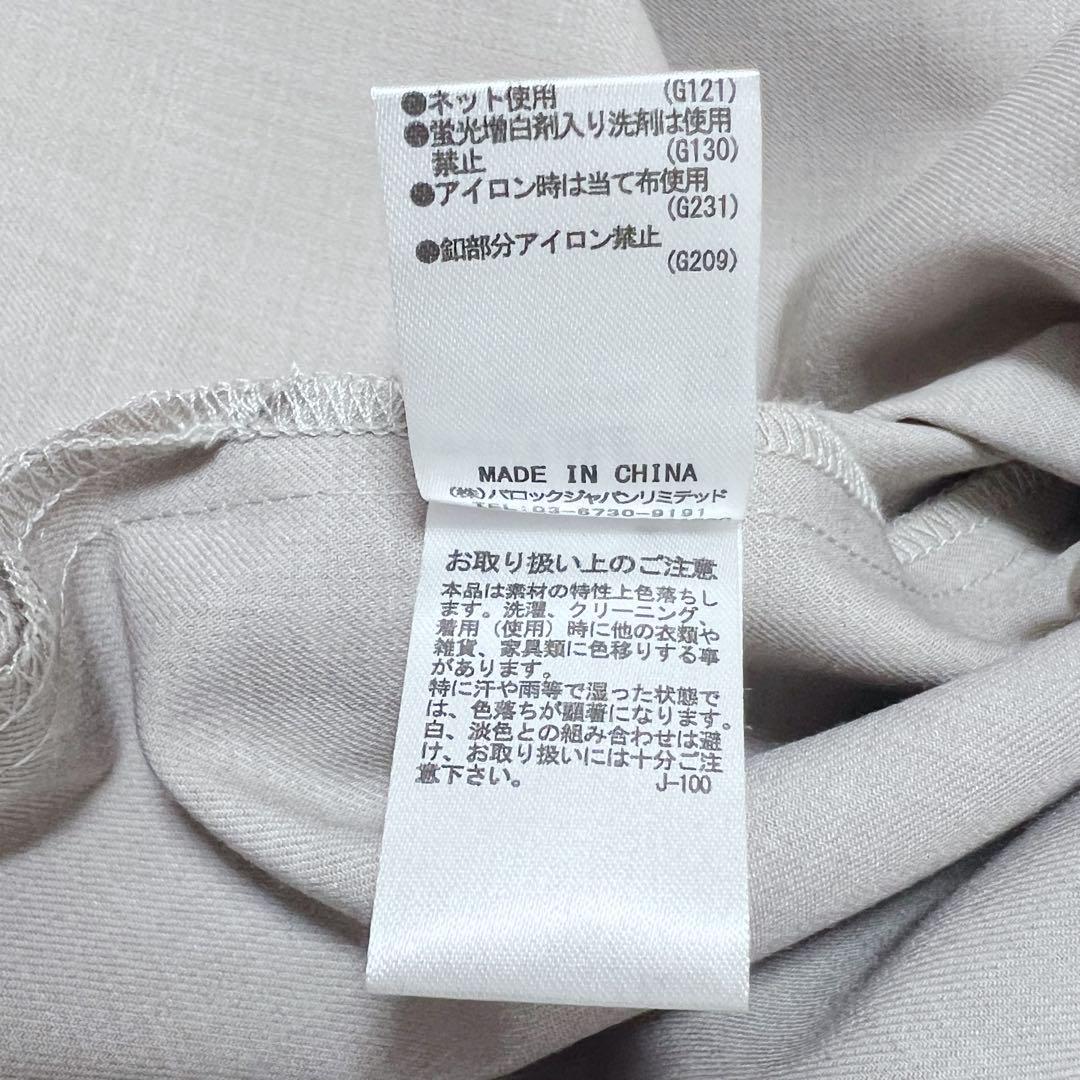 ●ネット使用 (G121)
●蛍光増白剤入り洗剤は使用
禁止 (G130)
●アイロン時は当て布使用
(G231)
●釦部分アイロン禁止
(G209)
MADE IN CHINA
(株)バロックジャパンリミテッド
TEL:03-6730-9191
お取り扱い上のご注意
本品は素材の特性上色落ちし
ます。洗濯、クリーニング、
着用(使用)時に他の衣類や
雑貨、家具類に色移りする事
があります。
特に汗や雨等で湿った状態で
は、色落ちが顕著になります。
白、淡色との組み合わせは避
け、お取り扱いには十分ご注
意下さい。 J-100